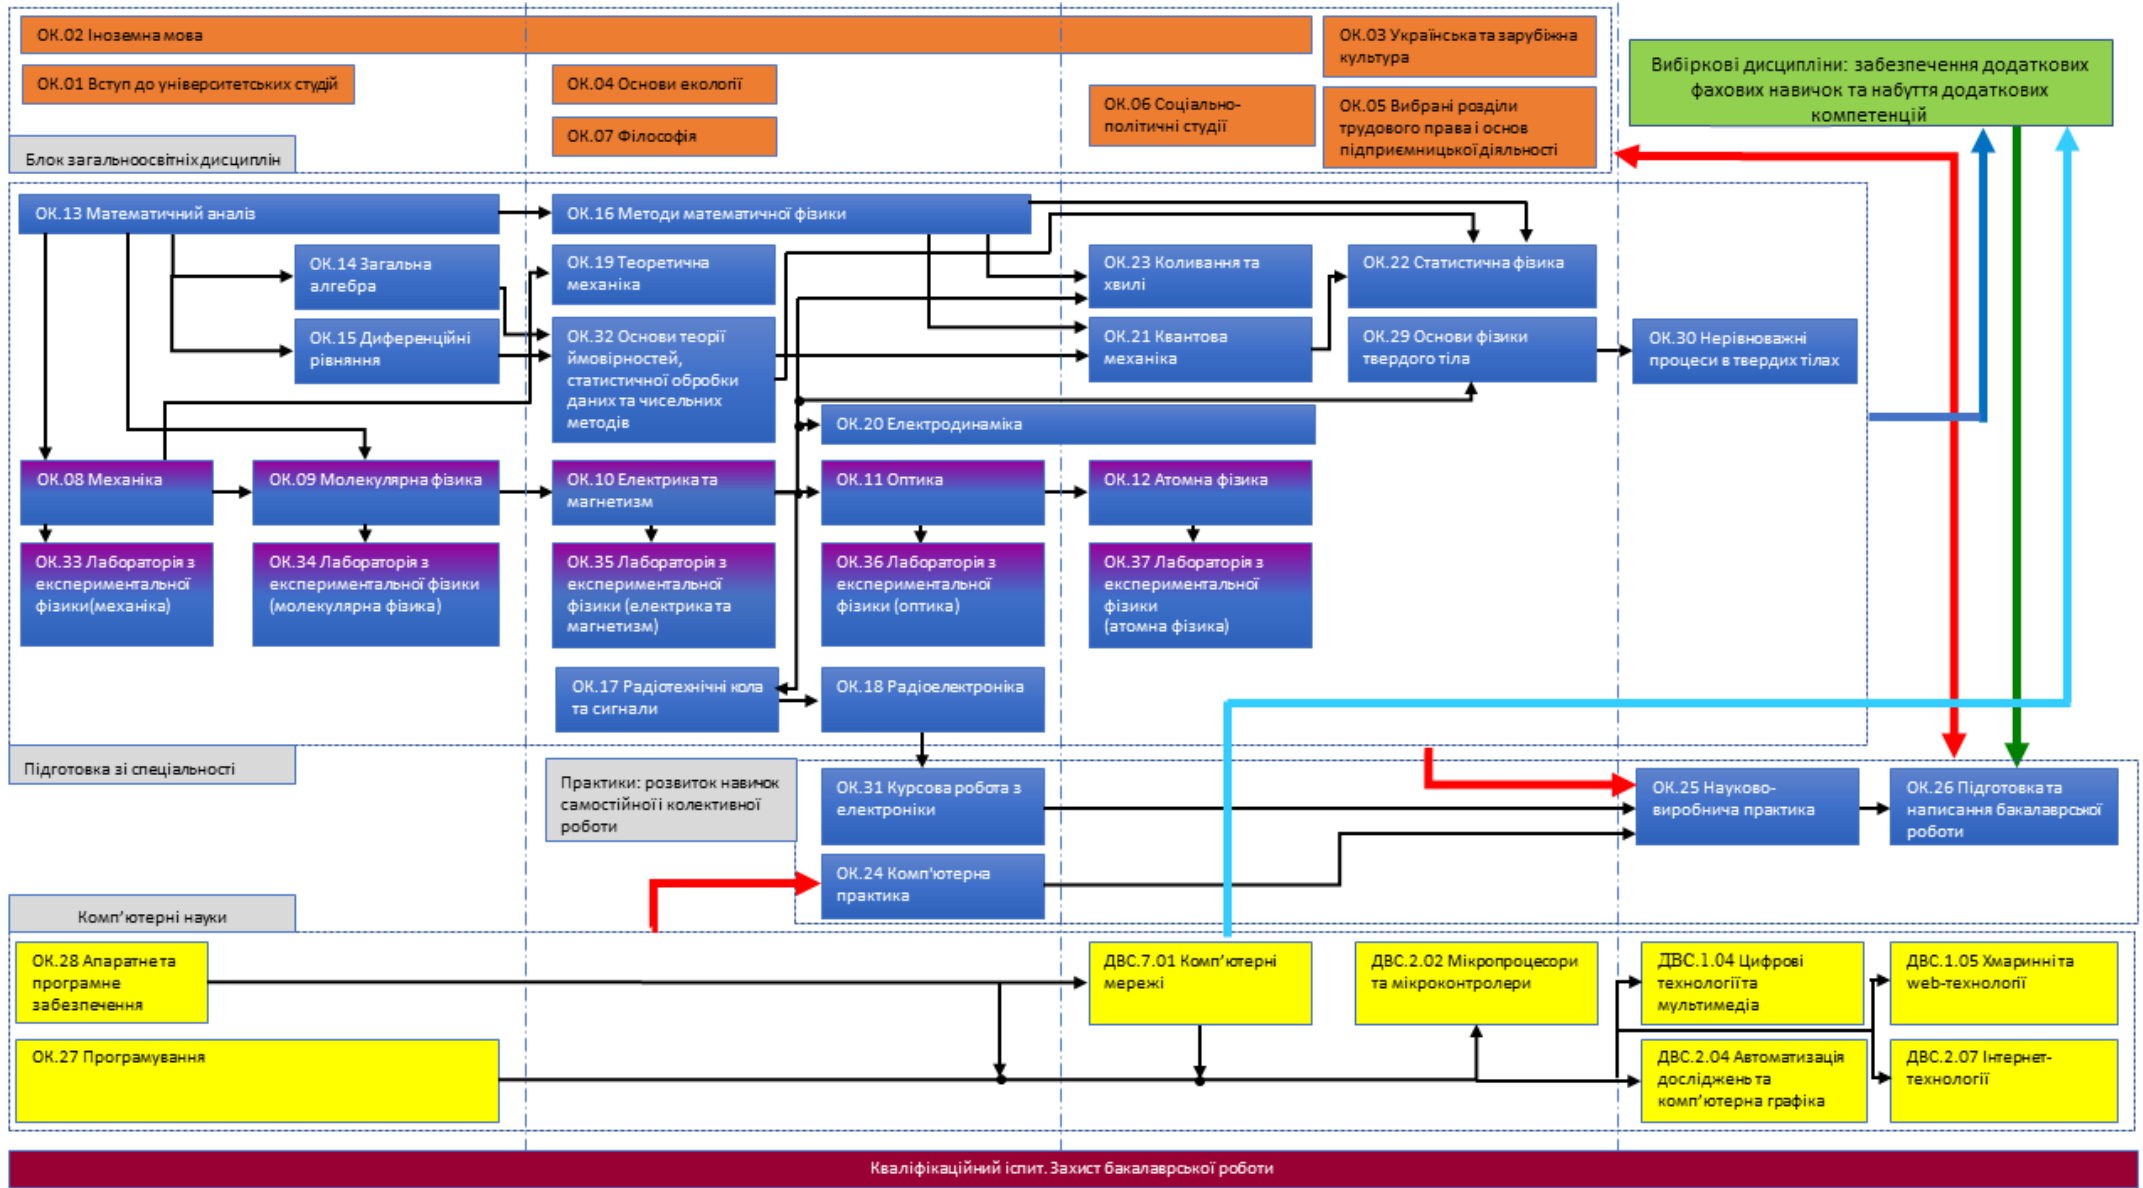 ОК.02 Іноземна мова
ОК.03 Українська та зарубіжна
культура
ОК.01 Вступ до університетських студій
ОК.04 Основи екології
ОК.07 Філософія
ОК.06 Соціально-
політичні студії
ОК.05 Вибрані розділи
трудового права і основ
підприємницької діяльності
Вибіркові дисципліни: забезпечення додаткових
фахових навичок та набуття додаткових
компетенцій
Блок загальноосвітніх дисциплін
ОК.13 Математичний аналіз
ОК.16 Методи математичної фізики
ОК.14 Загальна
алгебра
ОК.19 Теоретична
механіка
ОК.23 Коливання та
хвилі
ОК.22 Статистична фізика
ОК.15 Диференційні
рівняння
ОК.32 Основи теорії
ймовірностей,
статистичної обробки
даних та чисельних
методів
ОК.21 Квантова
механіка
ОК.29 Основи фізики
твердого тіла
ОК.30 Нерівноважні
процеси в твердих тілах
ОК.20 Електродинаміка
ОК.08 Механіка
ОК.09 Молекулярна фізика
ОК.10 Електрика та
магнетизм
ОК.11 Оптика
ОК.12 Атомна фізика
ОК.33 Лабораторія з
експериментальної
фізики(механіка)
ОК.34 Лабораторія з
експериментальної фізики
(молекулярна фізика)
ОК.35 Лабораторія з
експериментальної
фізики (електрика та
магнетизм)
ОК.36 Лабораторія з
експериментальної
фізики (оптика)
ОК.37 Лабораторія з
експериментальної
фізики
(атомна фізика)
ОК.17 Радіотехнічні кола
та сигнали
ОК.18 Радіоелектроніка
Підготовка зі спеціальності
Практики: розвиток навичок
самостійної і колективної
роботи
ОК.31 Курсова робота з
електроніки
ОК.25 Науково-
виробнича практика
ОК.26 Підготовка та
написання бакалаврської
роботи
ОК.24 Комп'ютерна
практика
Комп’ютерні науки
ОК.28 Апаратне та
програмне
забезпечення
ДВС.7.01 Комп’ютерні
мережі
ДВС.2.02 Мікропроцесори
та мікроконтролери
ДВС.1.04 Цифрові
технології та
мультимедіа
ДВС.1.05 Хмаринні та
web-технології
ОК.27 Програмування
ДВС.2.04 Автоматизація
досліджень та
комп’ютерна графіка
ДВС.2.07 Інтернет-
технології
Кваліфікаційний іспит. Захист бакалаврської роботи